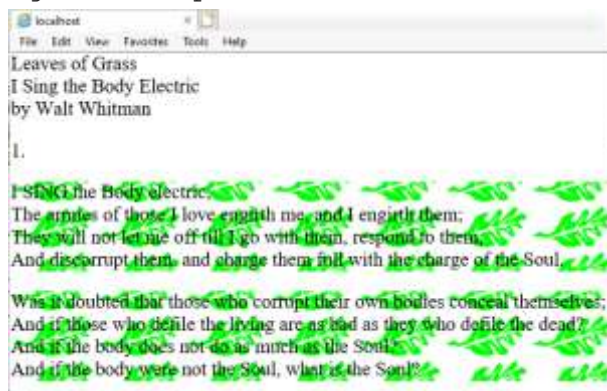 localhost
File Edit View Favorites Tools Help
Leaves of Grass
I Sing the Body Electric
by Walt Whitman
1.
I SING the Body electric;
The armies of those I love engirth me, and I engirth them;
They will not let me off till I go with them, respond to them,
And discorrupt them, and charge them full with the charge of the Soul.
Was it doubted that those who corrupt their own bodies conceal themselves;
And if those who defile the living are as bad as they who defile the dead?
And if the body does not do as much as the Soul?
And if the body were not the Soul, what is the Soul?